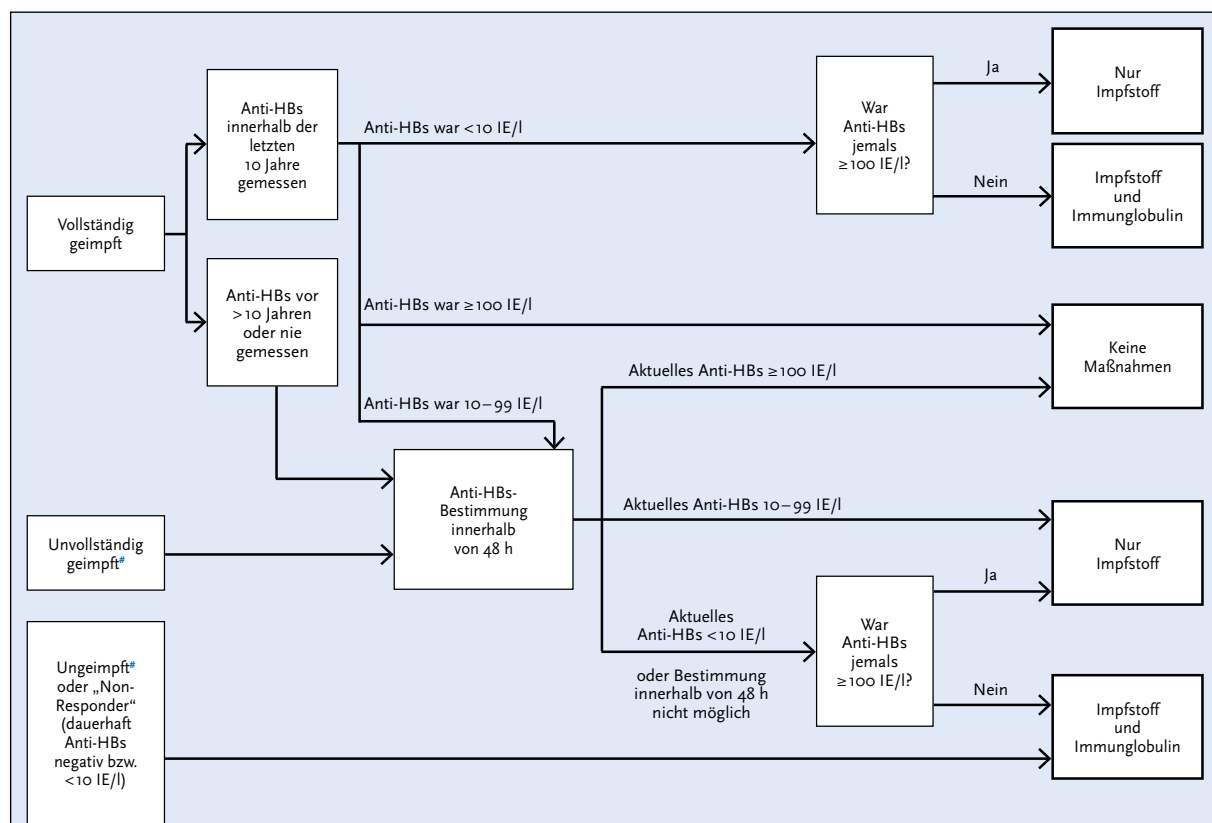 Vollständig
geimpft
Anti-HBs
innerhalb der
letzten
10 Jahre
gemessen
Anti-HBs vor
>10 Jahren
oder nie
gemessen
Anti-HBs war <10 IE/l
War
Anti-HBs
jemals
≥100 IE/l?
Ja
Nur
Impfstoff
Nein
Impfstoff
und
Immunglobulin
Anti-HBs war ≥100 IE/l
Keine
Maßnahmen
Aktuelles Anti-HBs ≥100 IE/l
Anti-HBs war 10–99 IE/l
Unvollständig
geimpft#
Anti-HBs-
Bestimmung
innerhalb
von 48 h
Aktuelles Anti-HBs 10–99 IE/l
Nur
Impfstoff
Aktuelles
Anti-HBs <10 IE/l
oder Bestimmung
innerhalb von 48 h
nicht möglich
War
Anti-HBs
jemals
≥100 IE/l?
Ja
Nein
Impfstoff
und
Immunglobulin
Ungeimpft#
oder „Non-
Responder“
(dauerhaft
Anti-HBs
negativ bzw.
<10 IE/l)